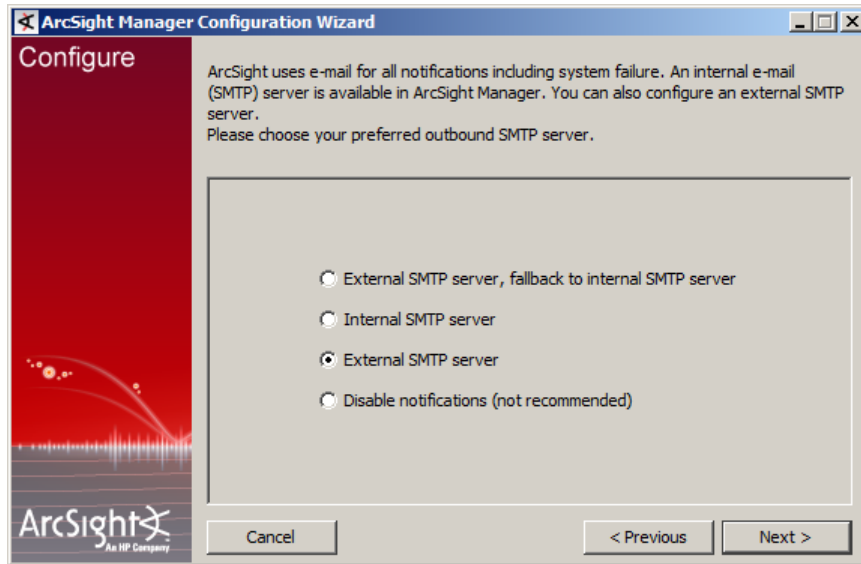 ArcSight Manager Configuration Wizard
Configure
ArcSight uses e-mail for all notifications including system failure. An internal e-mail
(SMTP) server is available in ArcSight Manager. You can also configure an external SMTP
server.
Please choose your preferred outbound SMTP server.
External SMTP server, fallback to internal SMTP server
Internal SMTP server
External SMTP server
Disable notifications (not recommended)
ArcSight
An HP Company
Cancel
< Previous
Next >